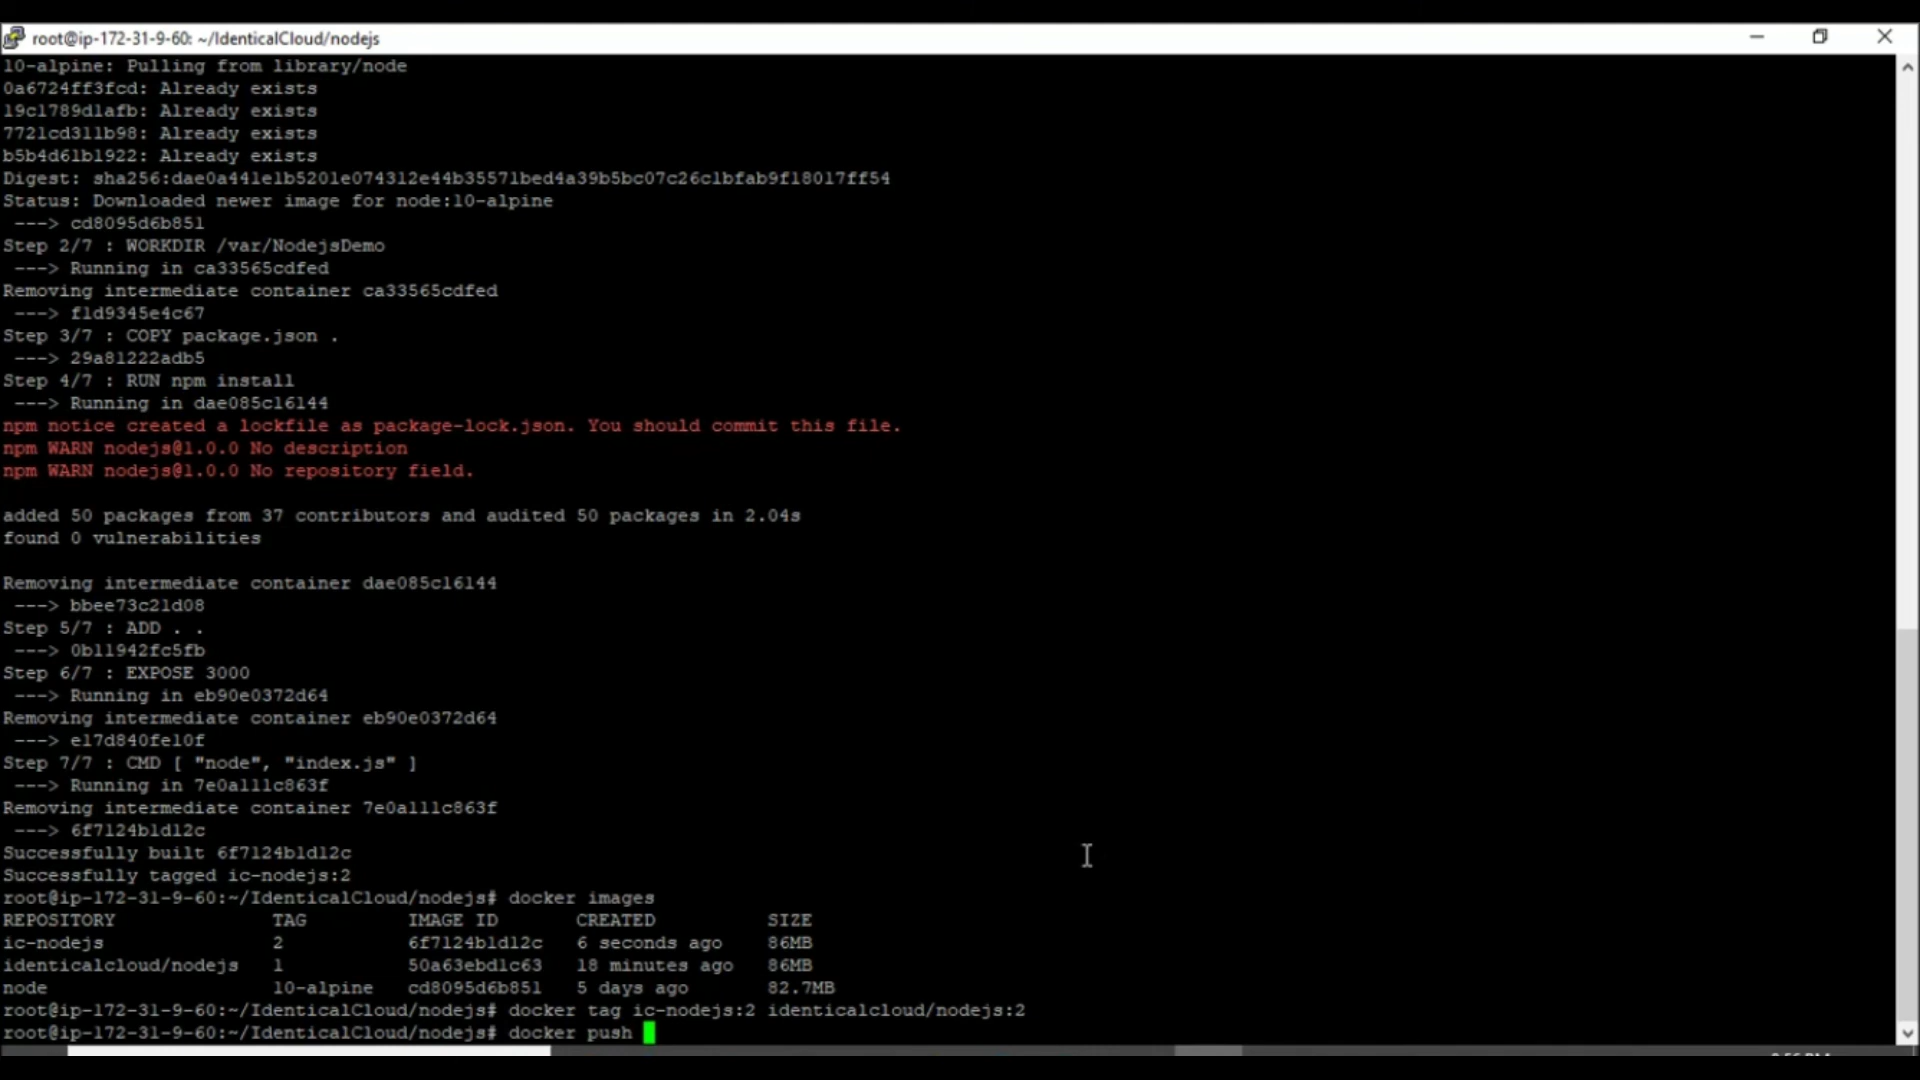 root@ip-172-31-9-60: ~/IdenticalCloud/nodejs
10-alpine: Pulling from library/node
0a6724ff3fcd: Already exists
19c1789d1afb: Already exists
7721cd311b98: Already exists
b5b4d61b1922: Already exists
Digest: sha256:dae0a441e1b5201e074312e44b35571bed4a39b5bc07c26c1bfab9f18017ff54
Status: Downloaded newer image for node:10-alpine
---> cd8095d6b851
Step 2/7 : WORKDIR /var/NodejsDemo
---> Running in ca33565cdfed
Removing intermediate container ca33565cdfed
---> f1d9345e4c67
Step 3/7 : COPY package.json .
---> 29a81222adb5
Step 4/7 : RUN npm install
---> Running in dae085c16144
npm notice created a lockfile as package-lock.json. You should commit this file.
npm WARN nodejs@1.0.0 No description
npm WARN nodejs@1.0.0 No repository field.
added 50 packages from 37 contributors and audited 50 packages in 2.04s
found 0 vulnerabilities
Removing intermediate container dae085c16144
---> bbee73c21d08
Step 5/7 : ADD . .
---> 0b11942fc5fb
Step 6/7 : EXPOSE 3000
---> Running in eb90e0372d64
Removing intermediate container eb90e0372d64
---> e17d840fe10f
Step 7/7 : CMD [ "node", "index.js" ]
---> Running in 7e0a111c863f
Removing intermediate container 7e0a111c863f
---> 6f7124b1d12c
Successfully built 6f7124b1d12c
Successfully tagged ic-nodejs:2
root@ip-172-31-9-60:~/IdenticalCloud/nodejs# docker images
REPOSITORY TAG IMAGE ID CREATED SIZE
ic-nodejs 2 6f7124b1d12c 6 seconds ago 86MB
identicalcloud/nodejs 1 50a63ebd1c63 18 minutes ago 86MB
node 10-alpine cd8095d6b851 5 days ago 82.7MB
root@ip-172-31-9-60:~/IdenticalCloud/nodejs# docker tag ic-nodejs:2 identicalcloud/nodejs:2
root@ip-172-31-9-60:~/IdenticalCloud/nodejs# docker push